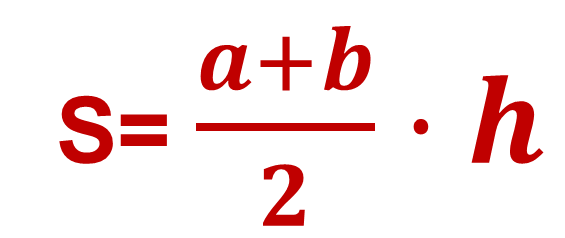 S= a+b/2 · h